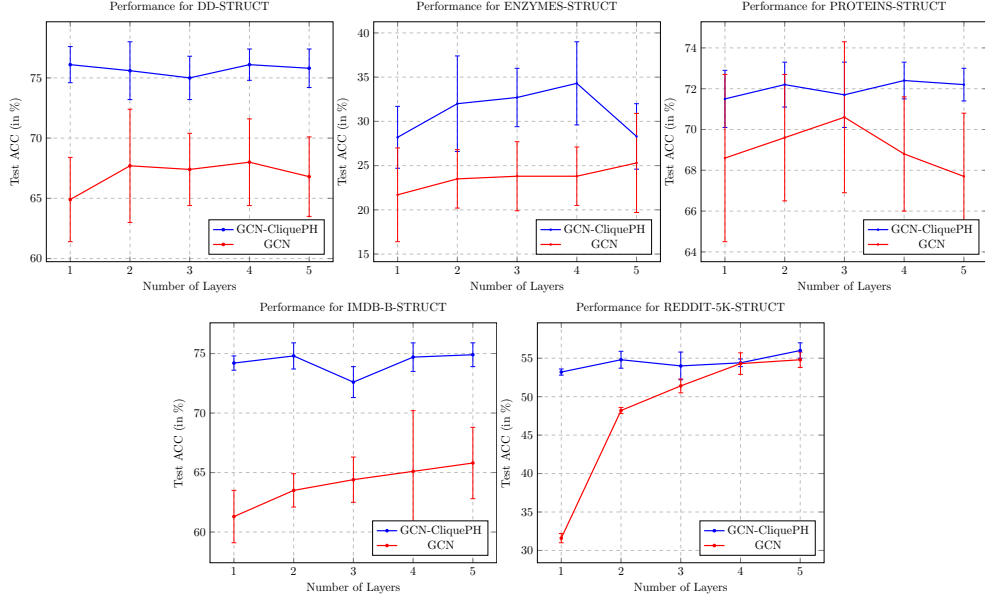 Performance for DD-STRUCT
Test ACC (in %)
75
70
65
60
1 2 3 4 5
Number of Layers
GCN-CliquePH
GCN
Performance for ENZYMES-STRUCT
Test ACC (in %)
40
35
30
25
20
15
1 2 3 4 5
Number of Layers
GCN-CliquePH
GCN
Performance for PROTEINS-STRUCT
Test ACC (in %)
74
72
70
68
66
64
1 2 3 4 5
Number of Layers
GCN-CliquePH
GCN
Performance for IMDB-B-STRUCT
Test ACC (in %)
75
70
65
60
1 2 3 4 5
Number of Layers
GCN-CliquePH
GCN
Performance for REDDIT-5K-STRUCT
Test ACC (in %)
55
50
45
40
35
30
1 2 3 4 5
Number of Layers
GCN-CliquePH
GCN